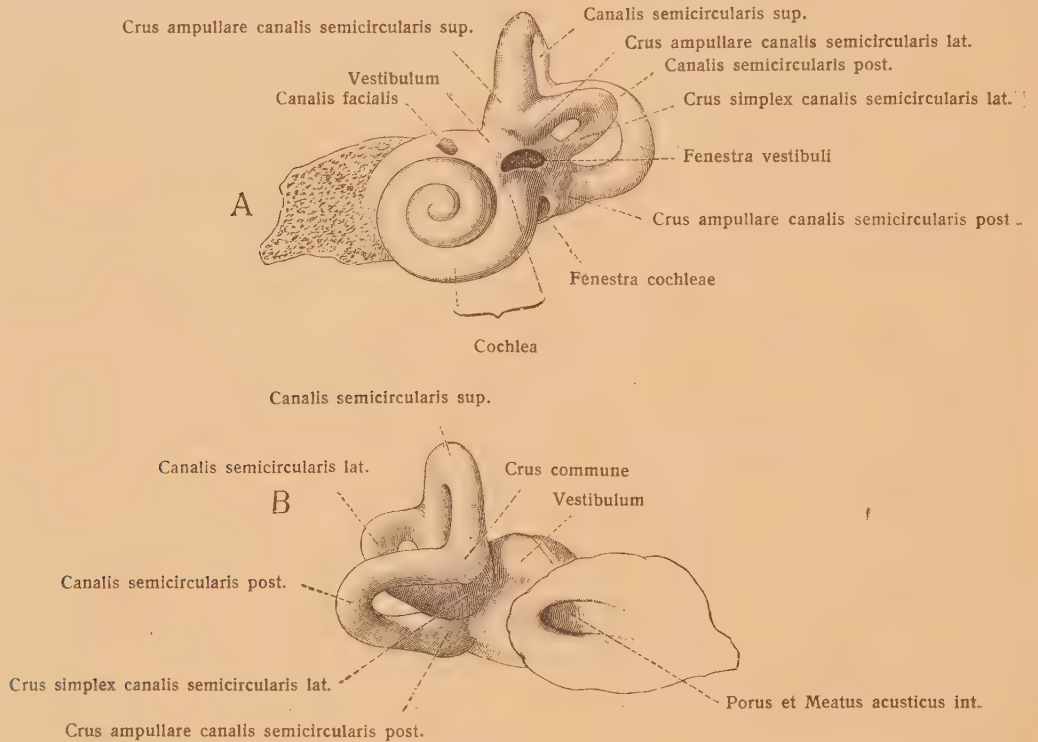 Canalis semicircularis sup.
Crus ampullare canalis semicircularis sup.
Crus ampullare canalis semicircularis lat.
Canalis semicircularis post.
Vestibulum
Canalis facialis
Crus simplex canalis semicircularis lat.
Fenestra vestibuli
A
Crus ampullare canalis semicircularis post
Fenestra cochleae
Cochlea
Canalis semicircularis sup.
Canalis semicircularis lat.
Crus commune
B
Vestibulum
Canalis semicircularis post.
Crus simplex canalis semicircularis lat.
Porus et Meatus acusticus int.
Crus ampullare canalis semicircularis post.